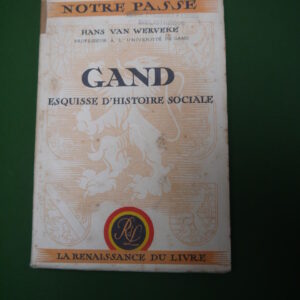 NOTRE PASSÉ
HANS VAN WERVEKE
PROFESSEUR A L'UNIVERSITÉ DE GAND
GAND
ESQUISSE D'HISTOIRE SOCIALE
RL
LA RENAISSANCE DU LIVRE